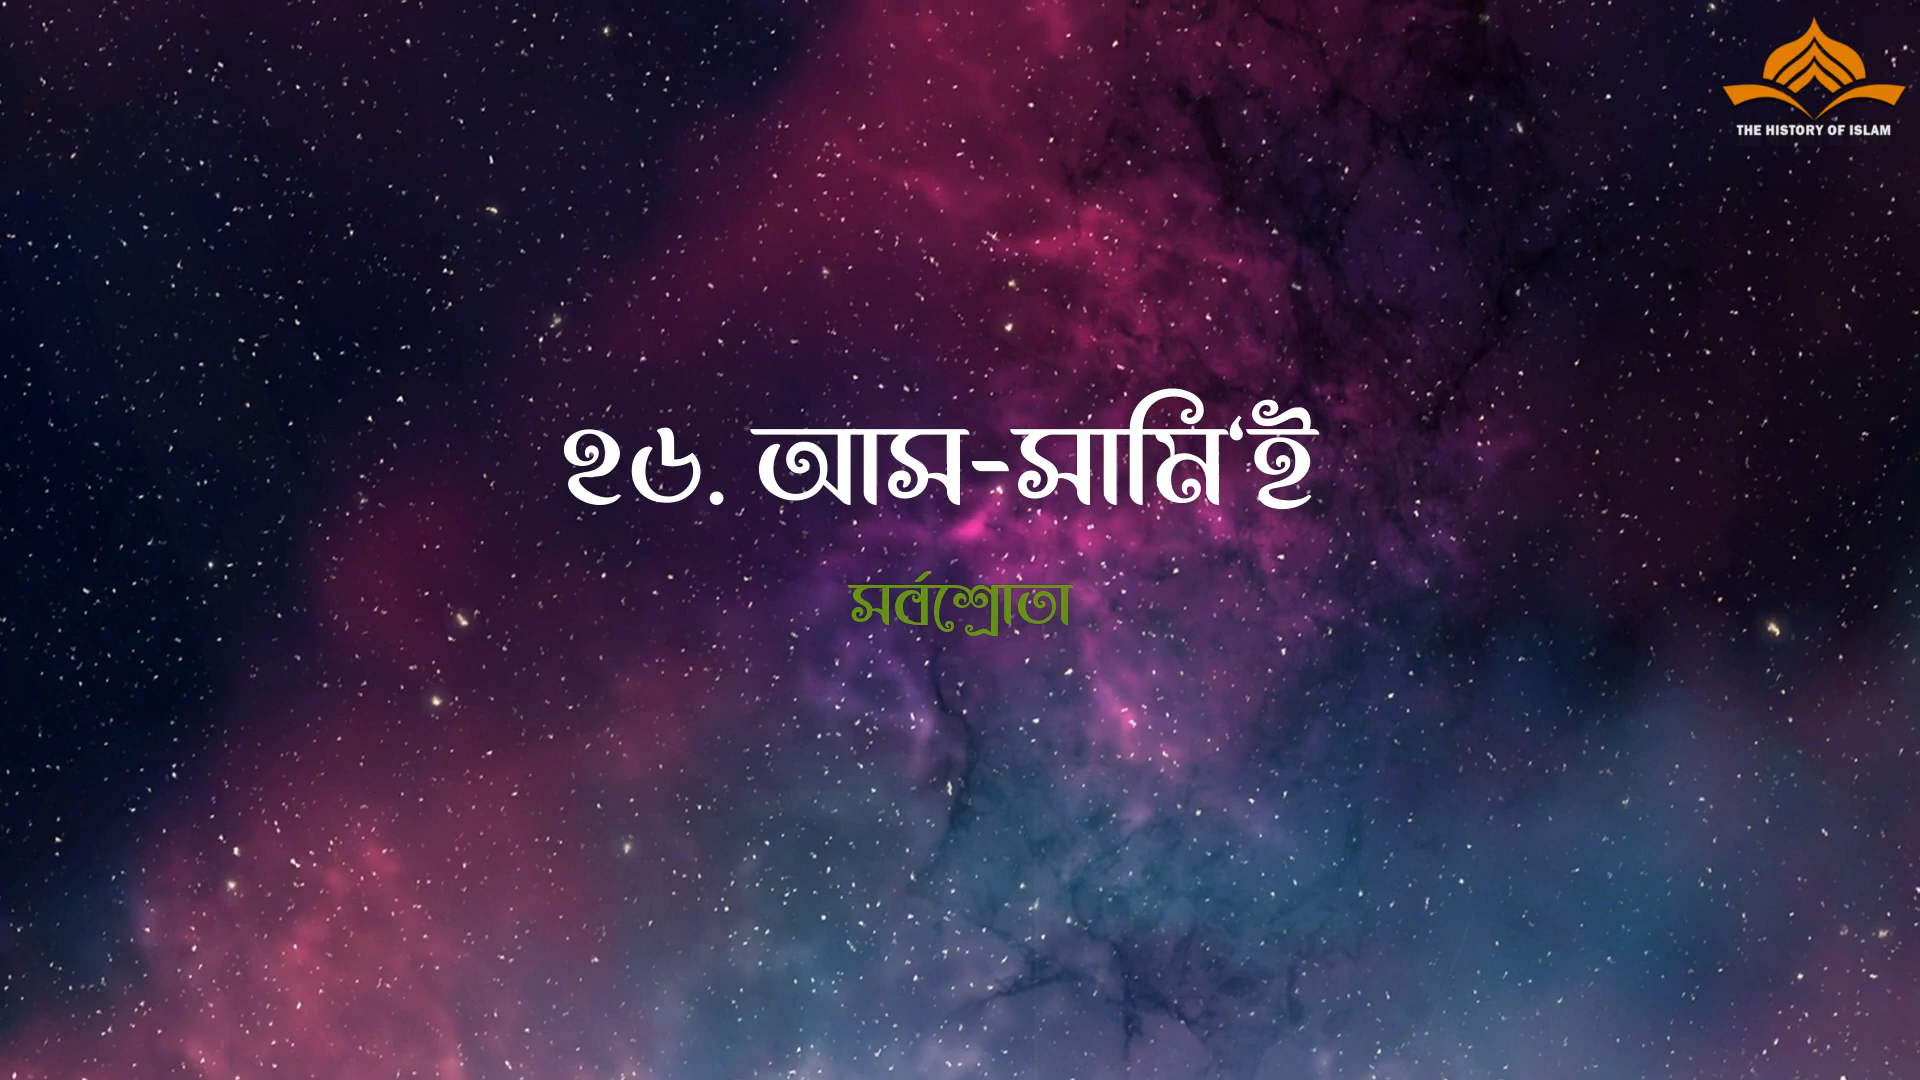 THE HISTORY OF ISLAM
২৬. আস-সামি‘ই
সর্বশ্রোতা